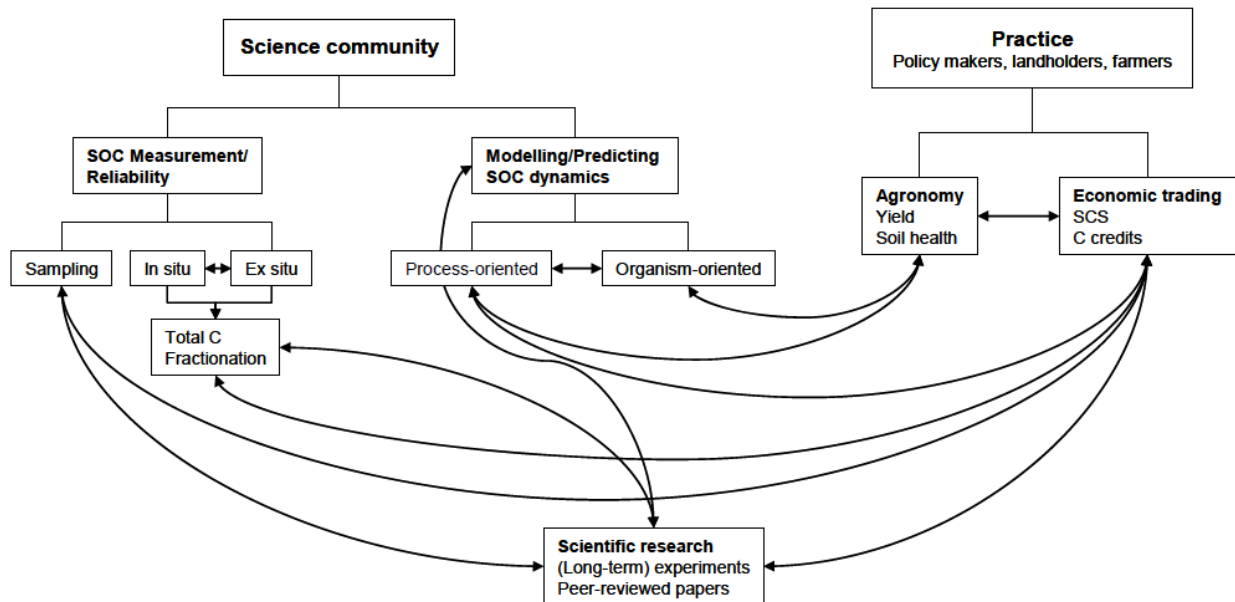 Science community
Practice
Policy makers, landholders, farmers
SOC Measurement/
Reliability
Modelling/Predicting
SOC dynamics
Agronomy
Yield
Soil health
Economic trading
SCS
C credits
Sampling
In situ
Ex situ
Process-oriented
Organism-oriented
Total C
Fractionation
Scientific research
(Long-term) experiments
Peer-reviewed papers